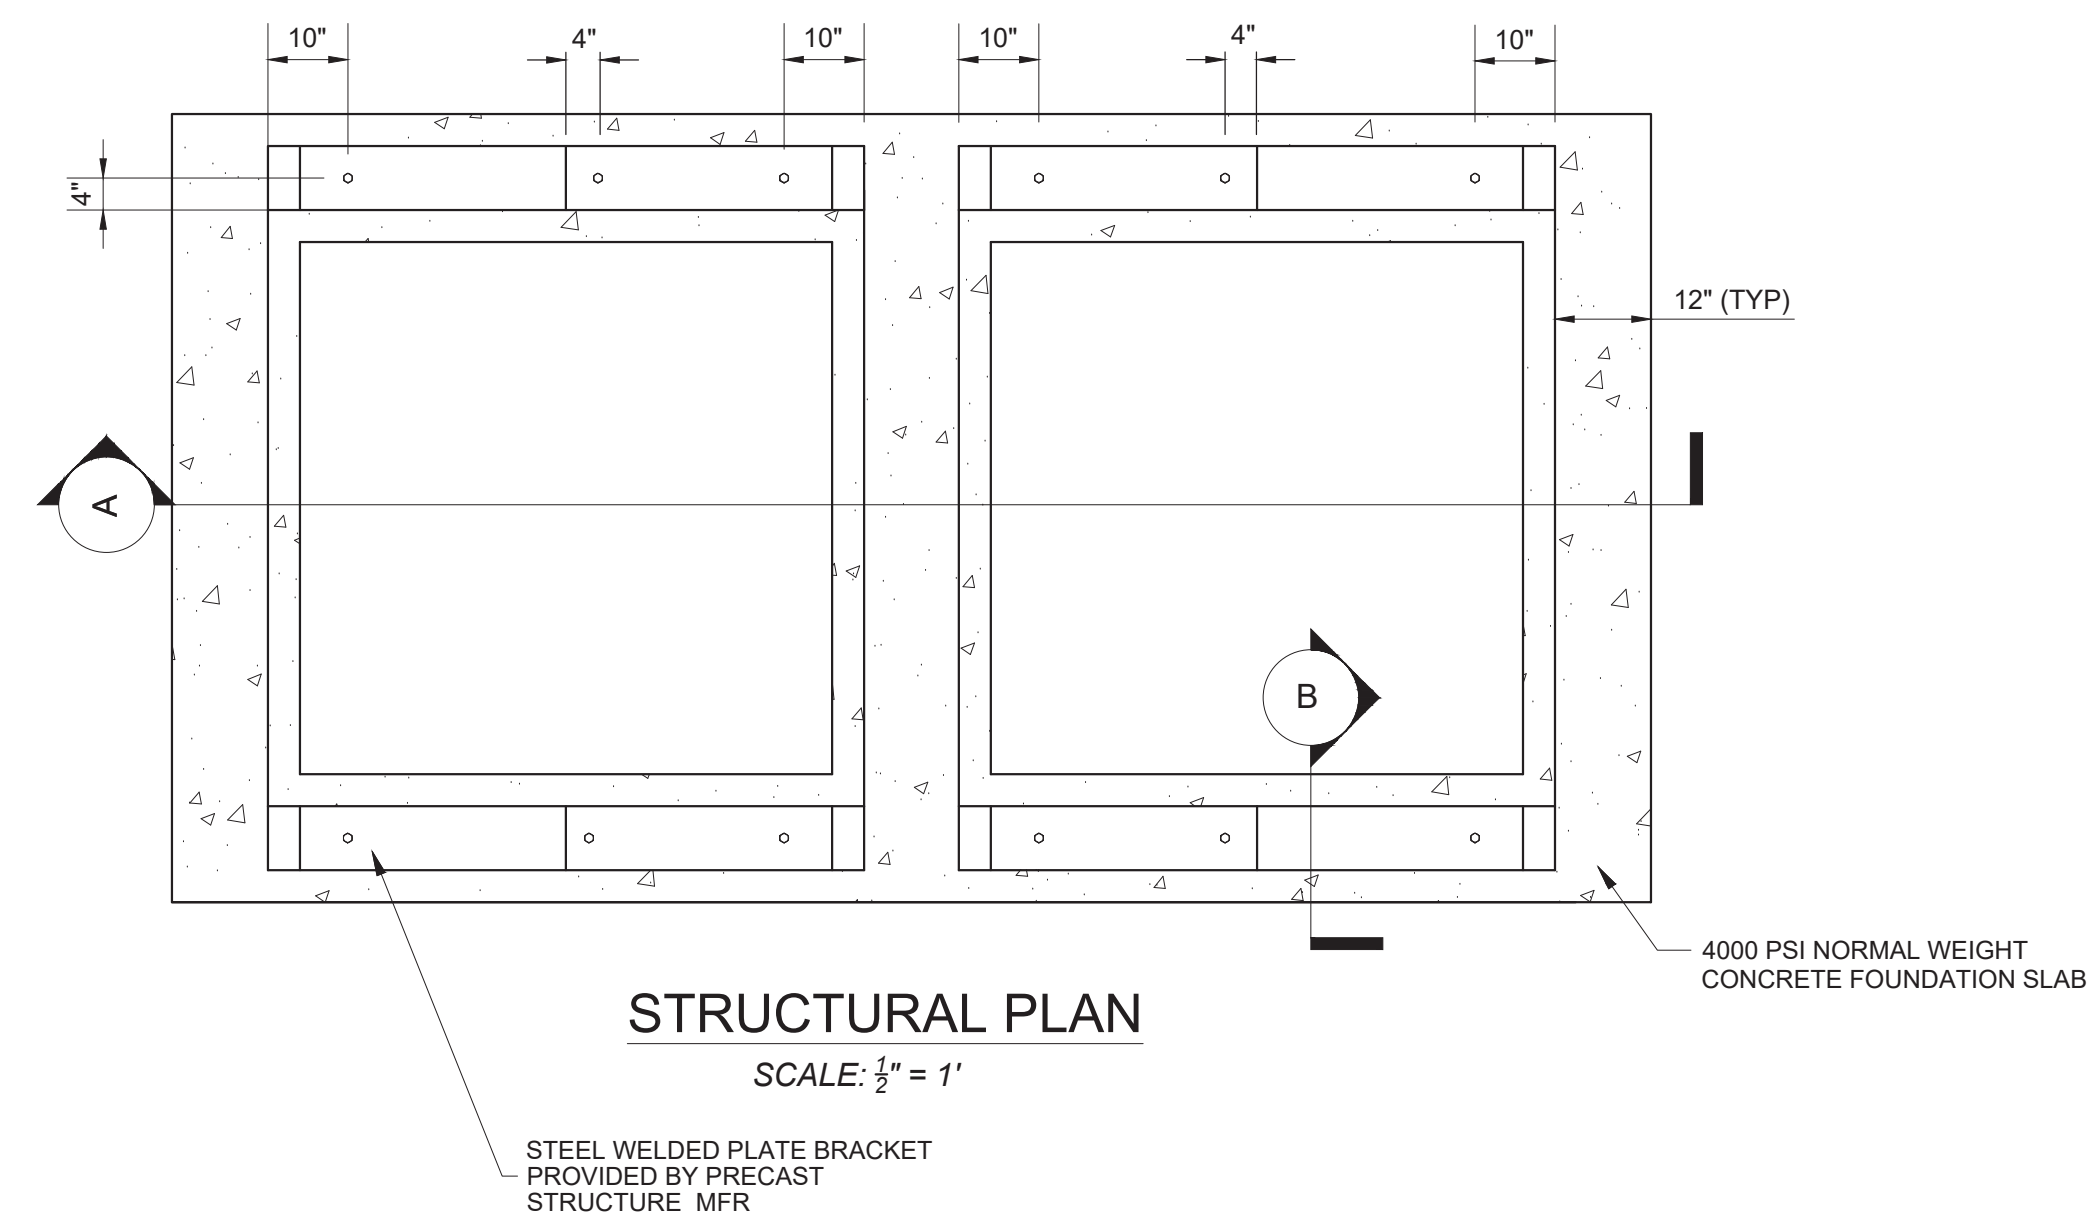 10"
4"
10"
10"
4"
10"
4"
12" (TYP)
A
B
4000 PSI NORMAL WEIGHT
CONCRETE FOUNDATION SLAB
STRUCTURAL PLAN
SCALE: 1/2" = 1'
STEEL WELDED PLATE BRACKET
PROVIDED BY PRECAST
STRUCTURE MFR